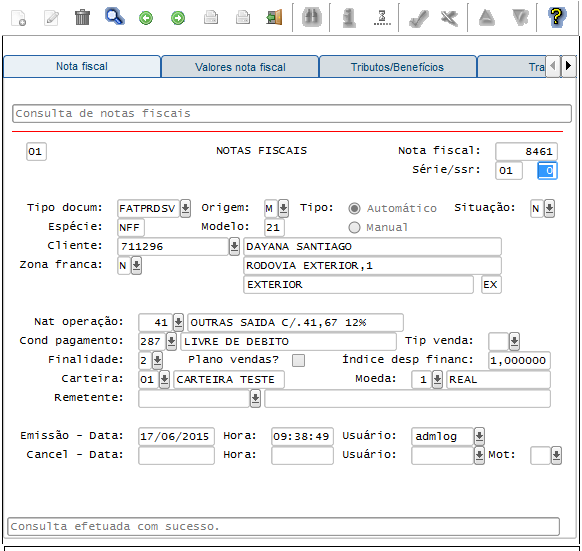 Nota fiscal Valores nota fiscal Tributos/Benefícios Tra
Consulta de notas fiscais
01 NOTAS FISCAIS Nota fiscal: 8461
Série/ssr: 01 0
Tipo docum: FATPRDSV Origem: M Tipo: Automático Situação: N
Espécie: NFF Modelo: 21 Manual
Cliente: 711296 DAYANA SANTIAGO
Zona franca: N RODOVIA EXTERIOR,1
EXTERIOR EX
Nat operação: 41 OUTRAS SAIDA C/.41,67 12%
Cond pagamento: 287 LIVRE DE DEBITO Tip venda:
Finalidade: 2 Plano vendas? Índice desp financ: 1,000000
Carteira: 01 CARTEIRA TESTE Moeda: 1 REAL
Remetente:
Emissão - Data: 17/06/2015 Hora: 09:38:49 Usuário: admlog
Cancel - Data: Hora: Usuário: Mot:
Consulta efetuada com sucesso.